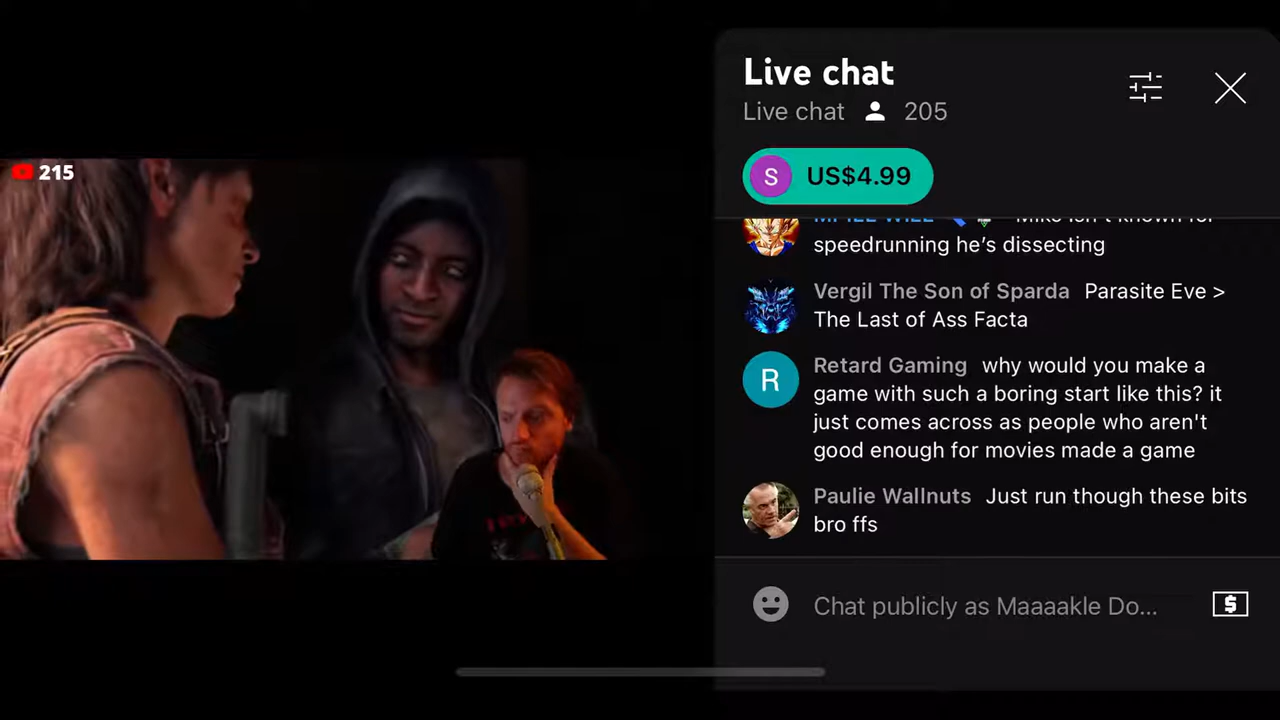 Live chat
Live chat 205
S US$4.99
215
speedrunning he's dissecting
Vergil The Son of Sparda Parasite Eve >
The Last of Ass Facta
R
Retard Gaming why would you make a
game with such a boring start like this? it
just comes across as people who aren't
good enough for movies made a game
Paulie Wallnuts Just run though these bits
bro ffs
Chat publicly as Maaaakle Do...
$